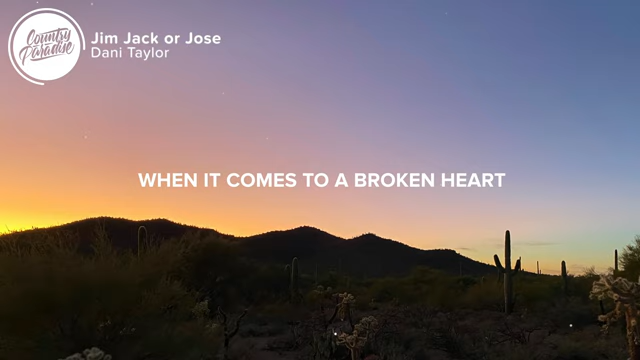 Country
Paradise
Jim Jack or Jose
Dani Taylor
WHEN IT COMES TO A BROKEN HEART